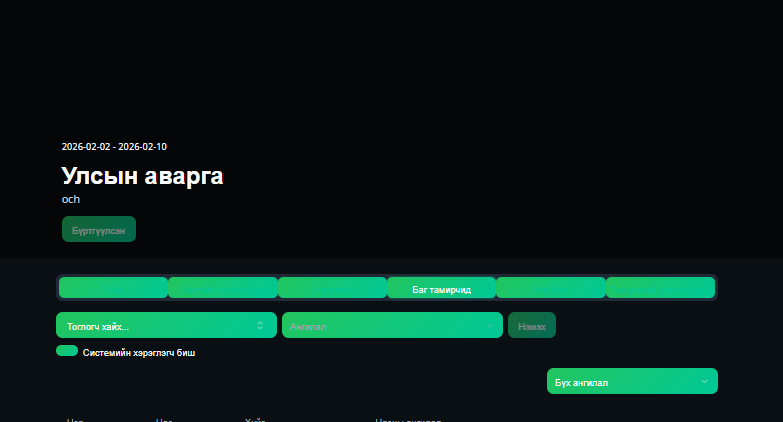 2026-02-02 - 2026-02-10
Улсын аварга
och
Бүртгүүлсэн
Баг тамирчид
Тоглогч хайх...
Ангилал
Нэмэх
Системийн хэрэглэгч биш
Бүх ангилал